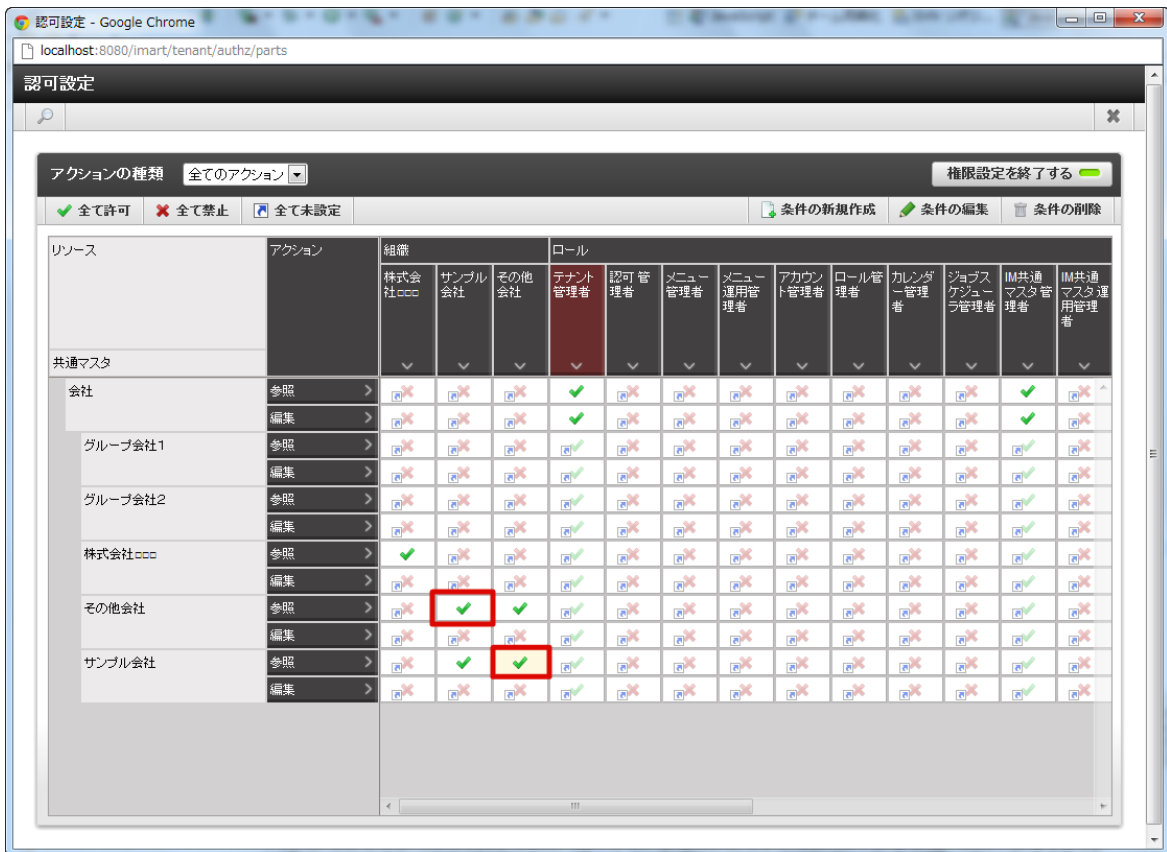 認可設定 - Google Chrome
localhost:8080/imart/tenant/authz/parts
認可設定
アクションの種類 全てのアクション 権限設定を終了する
全て許可 全て禁止 全て未設定 条件の新規作成 条件の編集 条件の削除
リソース アクション 組織 ロール
株式会社□□□ サンプル会社 その他会社 テナント管理者 認可管理者 メニュー管理者 メニュー運用管理者 アカウント管理者 ロール管理者 カレンダー管理者 ジョブスケジューラ管理者 IM共通マスタ管理者 IM共通マスタ運用管理者
共通マスタ
会社 参照
編集
グループ会社1 参照
編集
グループ会社2 参照
編集
株式会社□□□ 参照
編集
その他会社 参照
編集
サンプル会社 参照
編集